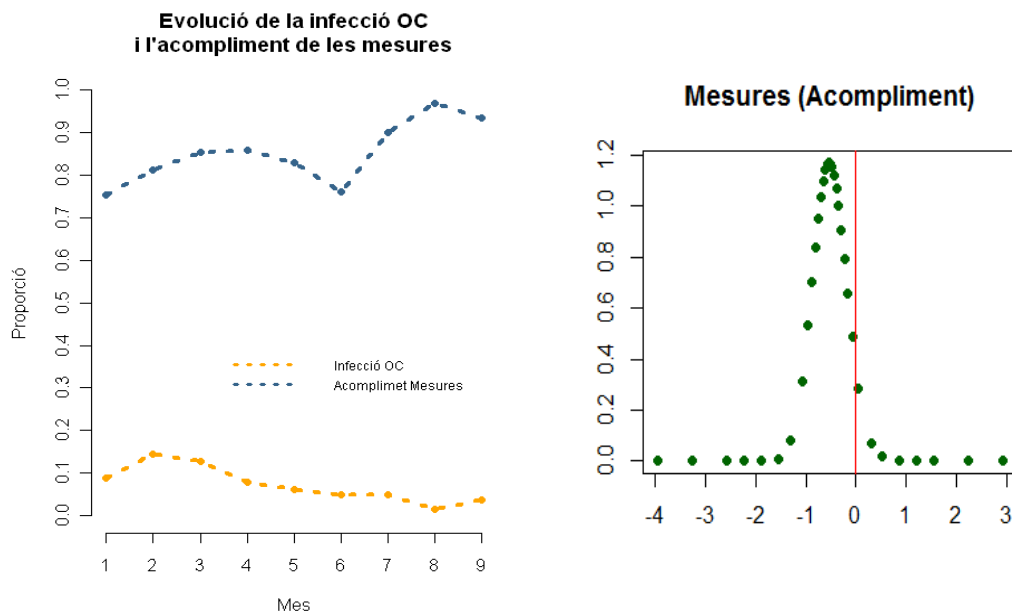 Evolució de la infecció OC
i l'acompliment de les mesures
Proporció
1.0
0.9
0.8
0.7
0.6
0.5
0.4
0.3
0.2
0.1
0.0
Infecció OC
Acomplimet Mesures
1 2 3 4 5 6 7 8 9
Mes
Mesures (Acompliment)
1.2
1.0
0.8
0.6
0.4
0.2
0.0
-4 -3 -2 -1 0 1 2 3